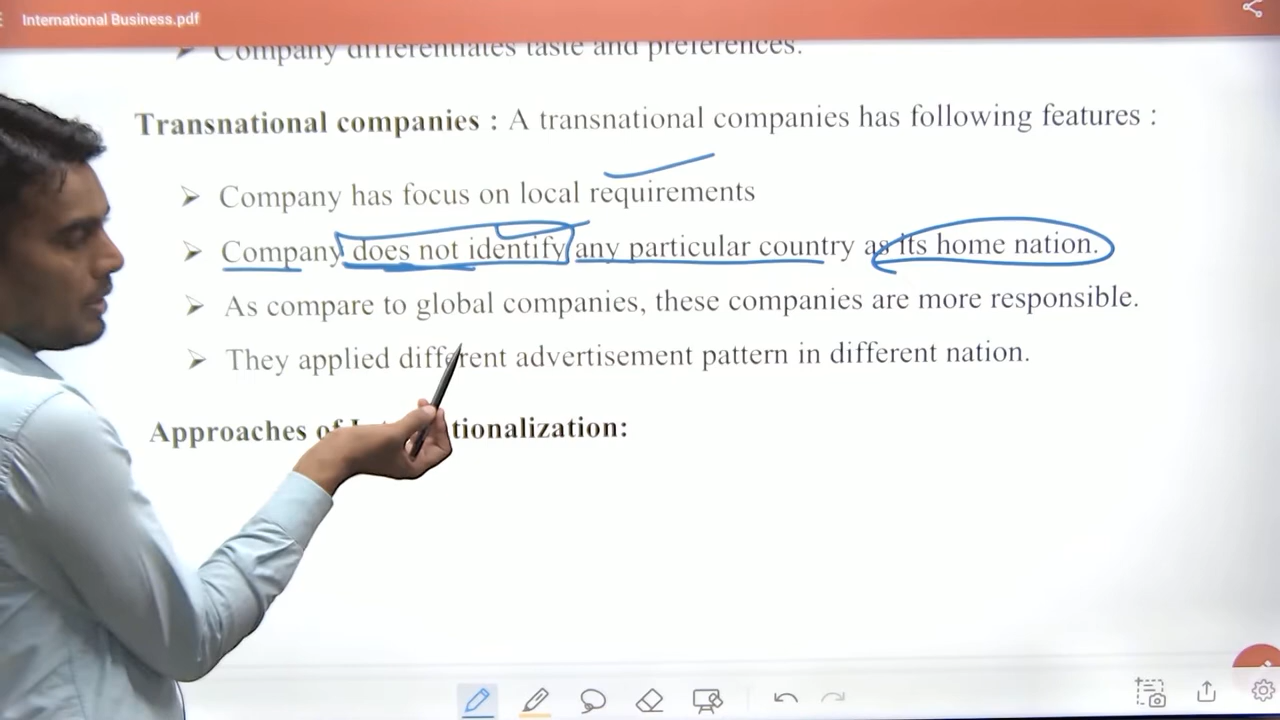 International Business.pdf
Company differentiates taste and preferences.
Transnational companies : A transnational companies has following features :
Company has focus on local requirements
Company does not identify any particular country as its home nation.
As compare to global companies, these companies are more responsible.
They applied different advertisement pattern in different nation.
Approaches of tionalization: